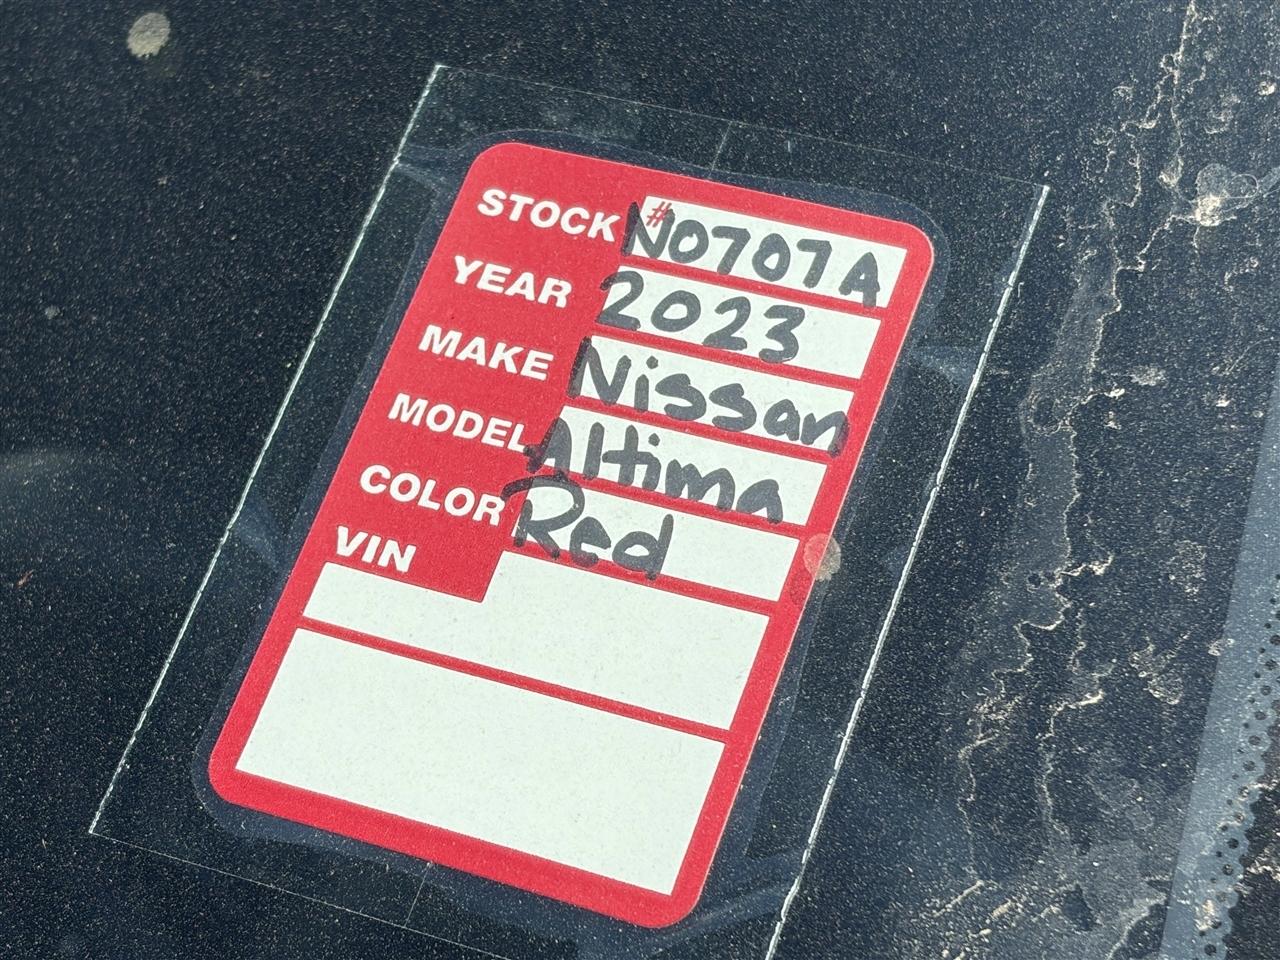 STOCK # N0707A
YEAR 2023
MAKE Nissan
MODEL Altima
COLOR Red
VIN